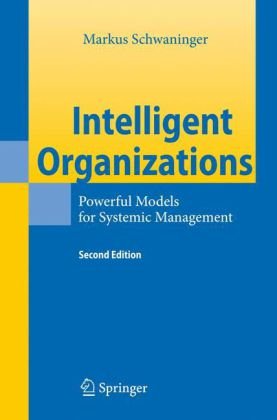 Markus Schwaninger
Intelligent
Organizations
Powerful Models
for Systemic Management
Second Edition
Springer